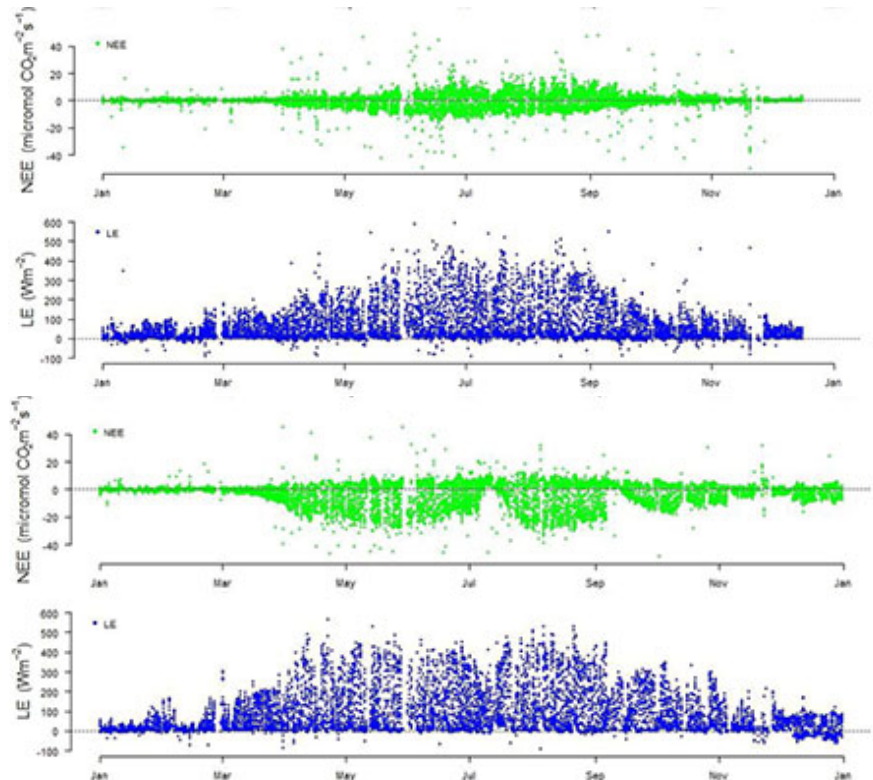 NEE (micromol CO₂m⁻²s⁻¹)
NEE
40
20
0
-20
-40
Jan Mar May Jul Sep Nov Jan
LE (Wm⁻²)
LE
600
500
400
300
200
100
0
-100
Jan Mar May Jul Sep Nov Jan
NEE (micromol CO₂m⁻²s⁻¹)
NEE
40
20
0
-20
-40
Jan Mar May Jul Sep Nov Jan
LE (Wm⁻²)
LE
600
500
400
300
200
100
0
-100
Jan Mar May Jul Sep Nov Jan